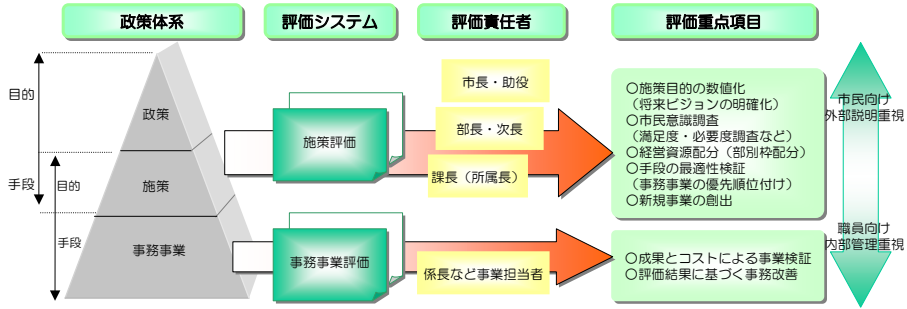 政策体系
評価システム
評価責任者
評価重点項目
目的
手段
目的
手段
政策
施策
事務事業
施策評価
事務事業評価
市長・助役
部長・次長
課長（所属長）
係長など事業担当者
○施策目的の数値化
（将来ビジョンの明確化）
○市民意識調査
（満足度・必要度調査など）
○経営資源配分（部別枠配分）
○手段の最適性検証
（事務事業の優先順位付け）
○新規事業の創出
○成果とコストによる事業検証
○評価結果に基づく事務改善
市民向け
外部説明重視
職員向け
内部管理重視